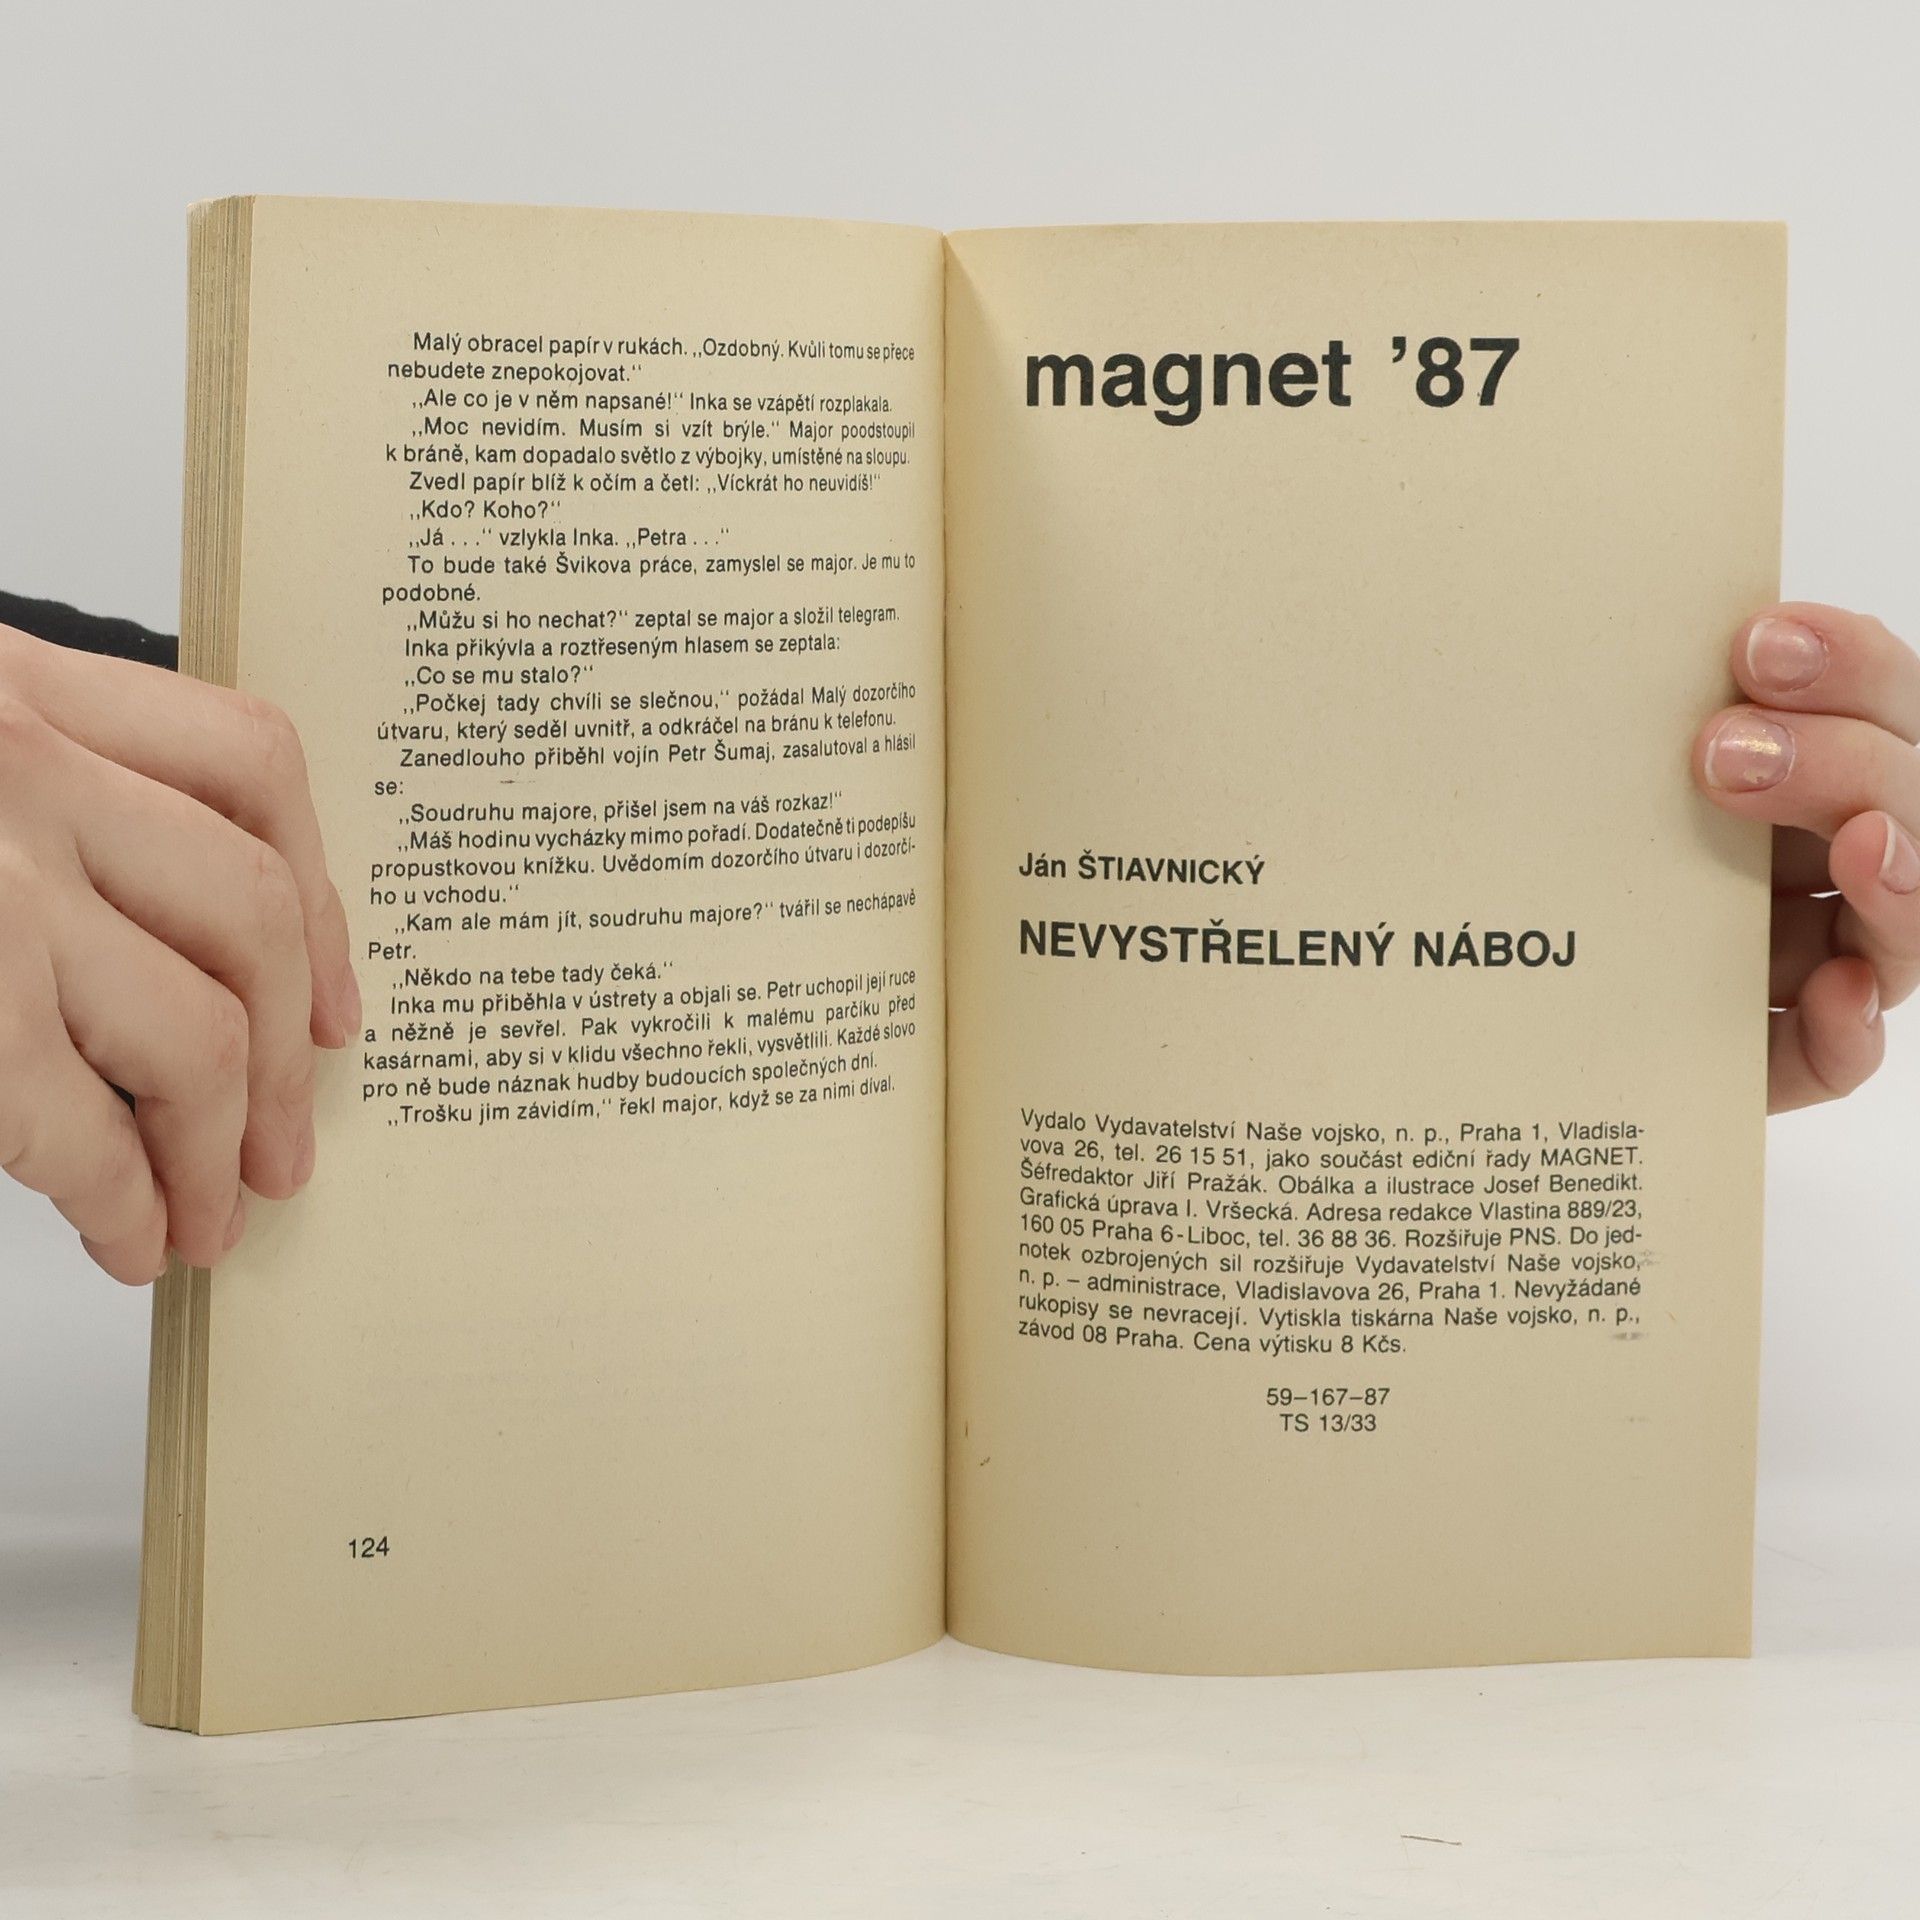 Malý obracel papír v rukách. ,,Ozdobný. Kvůli tomu se přece
nebudete znepokojovat.“
,,Ale co je v něm napsané!“ Inka se vzápětí rozplakala.
,,Moc nevidím. Musím si vzít brýle.“ Major poodstoupil
k bráně, kam dopadalo světlo z výbojky, umístěné na sloupu.
Zvedl papír blíž k očím a četl: ,,Víckrát ho neuvidíš!“
,,Kdo? Koho?“
,,Já . . .“ vzlykla Inka. ,,Petra . . .“
To bude také Švikova práce, zamyslel se major. Je mu to
podobné.
,,Můžu si ho nechat?“ zeptal se major a složil telegram.
Inka přikývla a roztřeseným hlasem se zeptala:
,,Co se mu stalo?“
,,Počkej tady chvíli se slečnou,“ požádal Malý dozorčího
útvaru, který seděl uvnitř, a odkráčel na bránu k telefonu.
Zanedlouho přiběhl vojín Petr Šumaj, zasalutoval a hlásil
se:
,,Soudruhu majore, přišel jsem na váš rozkaz!“
,,Máš hodinu vycházky mimo pořadí. Dodatečně ti podepíšu
propustkovou knížku. Uvědomím dozorčího útvaru i dozorčí-
ho u vchodu.“
,,Kam ale mám jít, soudruhu majore?“ tvářil se nechápavě
Petr.
,,Někdo na tebe tady čeká.“
Inka mu přiběhla v ústrety a objali se. Petr uchopil její ruce
a něžně je sevřel. Pak vykročili k malému parčíku před
kasárnami, aby si v klidu všechno řekli, vysvětlili. Každé slovo
pro ně bude náznak hudby budoucích společných dní.
,,Trošku jim závidím,“ řekl major, když se za nimi díval.
124
magnet ’87
Ján ŠTIAVNICKÝ
NEVYSTŘELENÝ NÁBOJ
Vydalo Vydavatelství Naše vojsko, n. p., Praha 1, Vladisla-
vova 26, tel. 26 15 51, jako součást ediční řady MAGNET.
Šéfredaktor Jiří Pražák. Obálka a ilustrace Josef Benedikt.
Grafická úprava I. Vršecká. Adresa redakce Vlastina 889/23,
160 05 Praha 6-Liboc, tel. 36 88 36. Rozšiřuje PNS. Do jed-
notek ozbrojených sil rozšiřuje Vydavatelství Naše vojsko,
n. p. – administrace, Vladislavova 26, Praha 1. Nevyžádané
rukopisy se nevracejí. Vytiskla tiskárna Naše vojsko, n. p.,
závod 08 Praha. Cena výtisku 8 Kčs.
59–167–87
TS 13/33